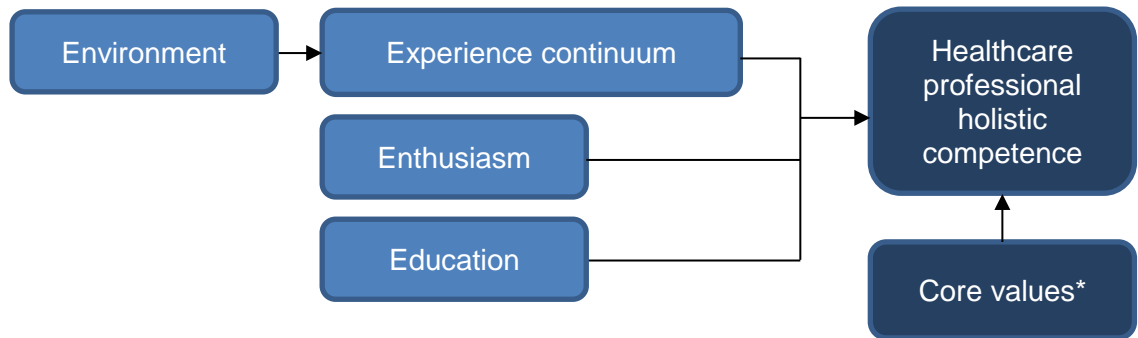 Environment
Experience continuum
Enthusiasm
Education
Healthcare
professional
holistic
competence
Core values*